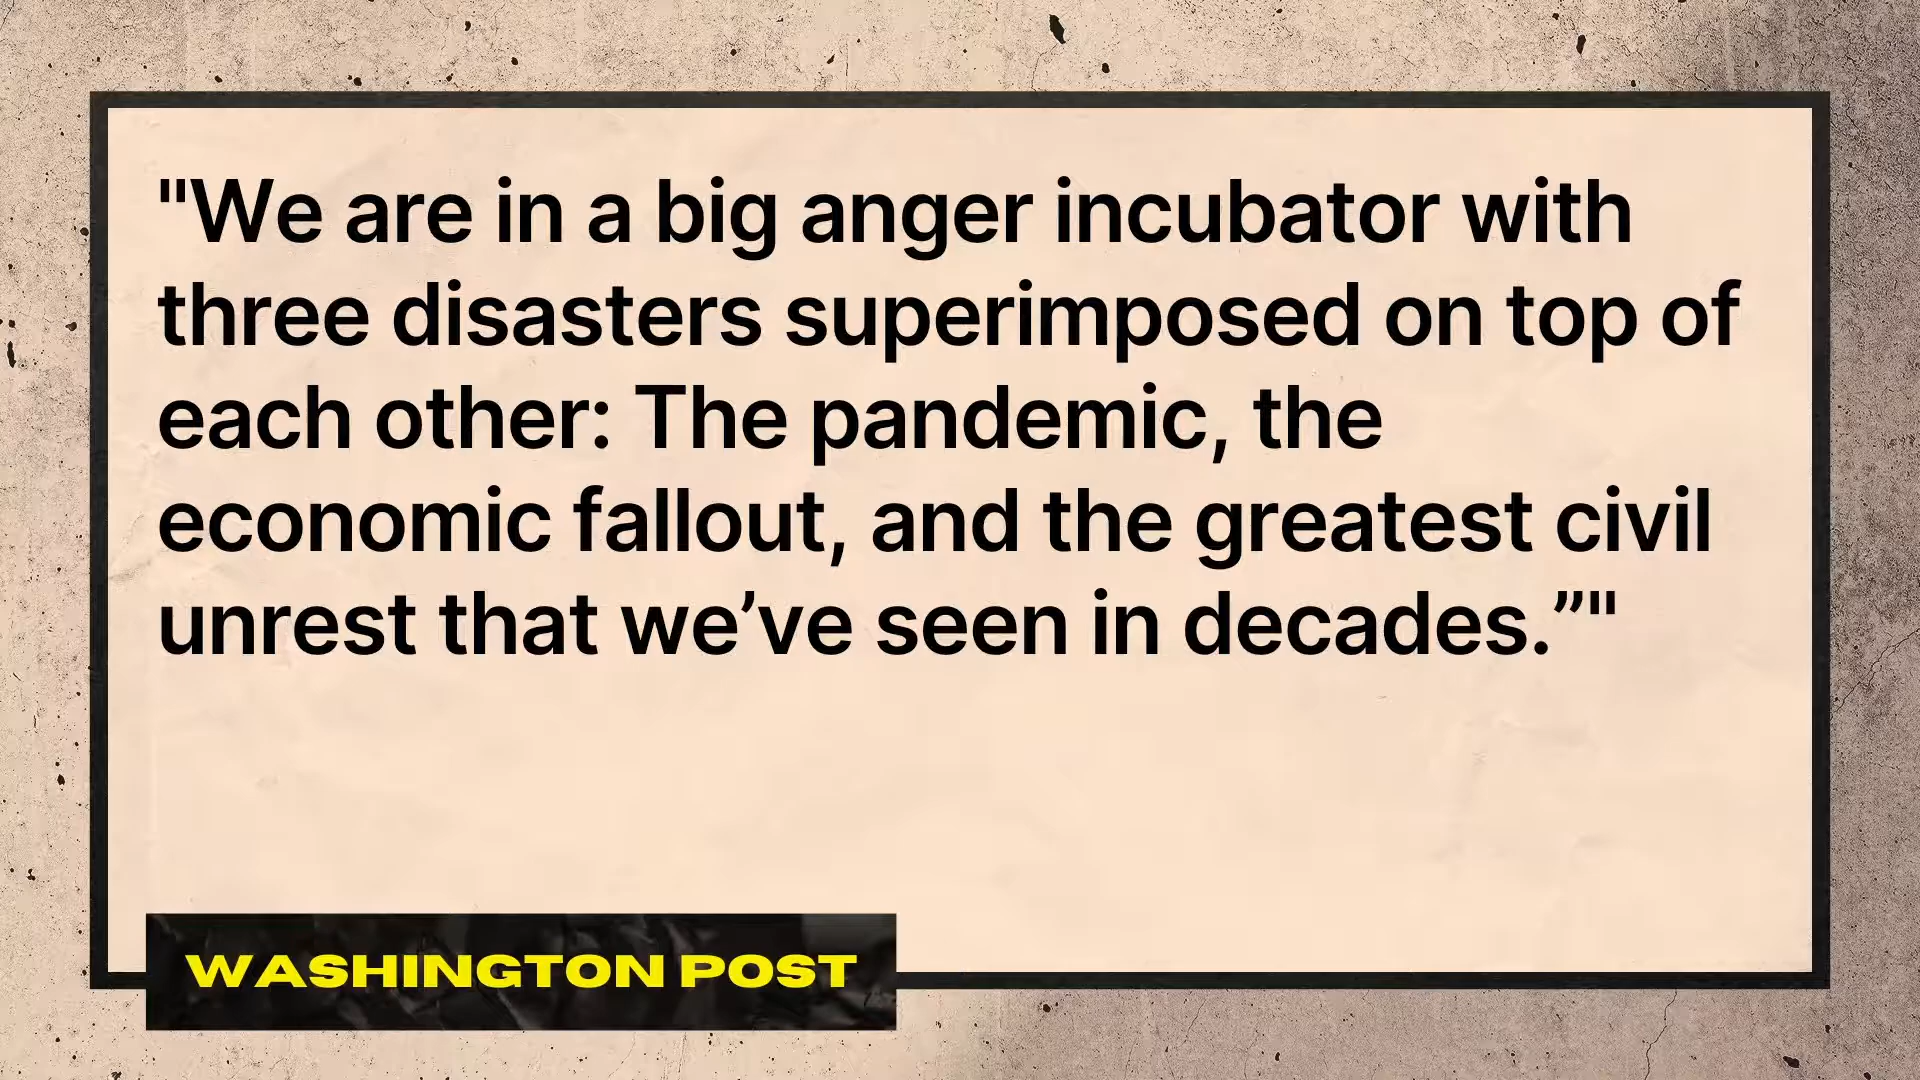 "We are in a big anger incubator with
three disasters superimposed on top of
each other: The pandemic, the
economic fallout, and the greatest civil
unrest that we’ve seen in decades.”"
WASHINGTON POST